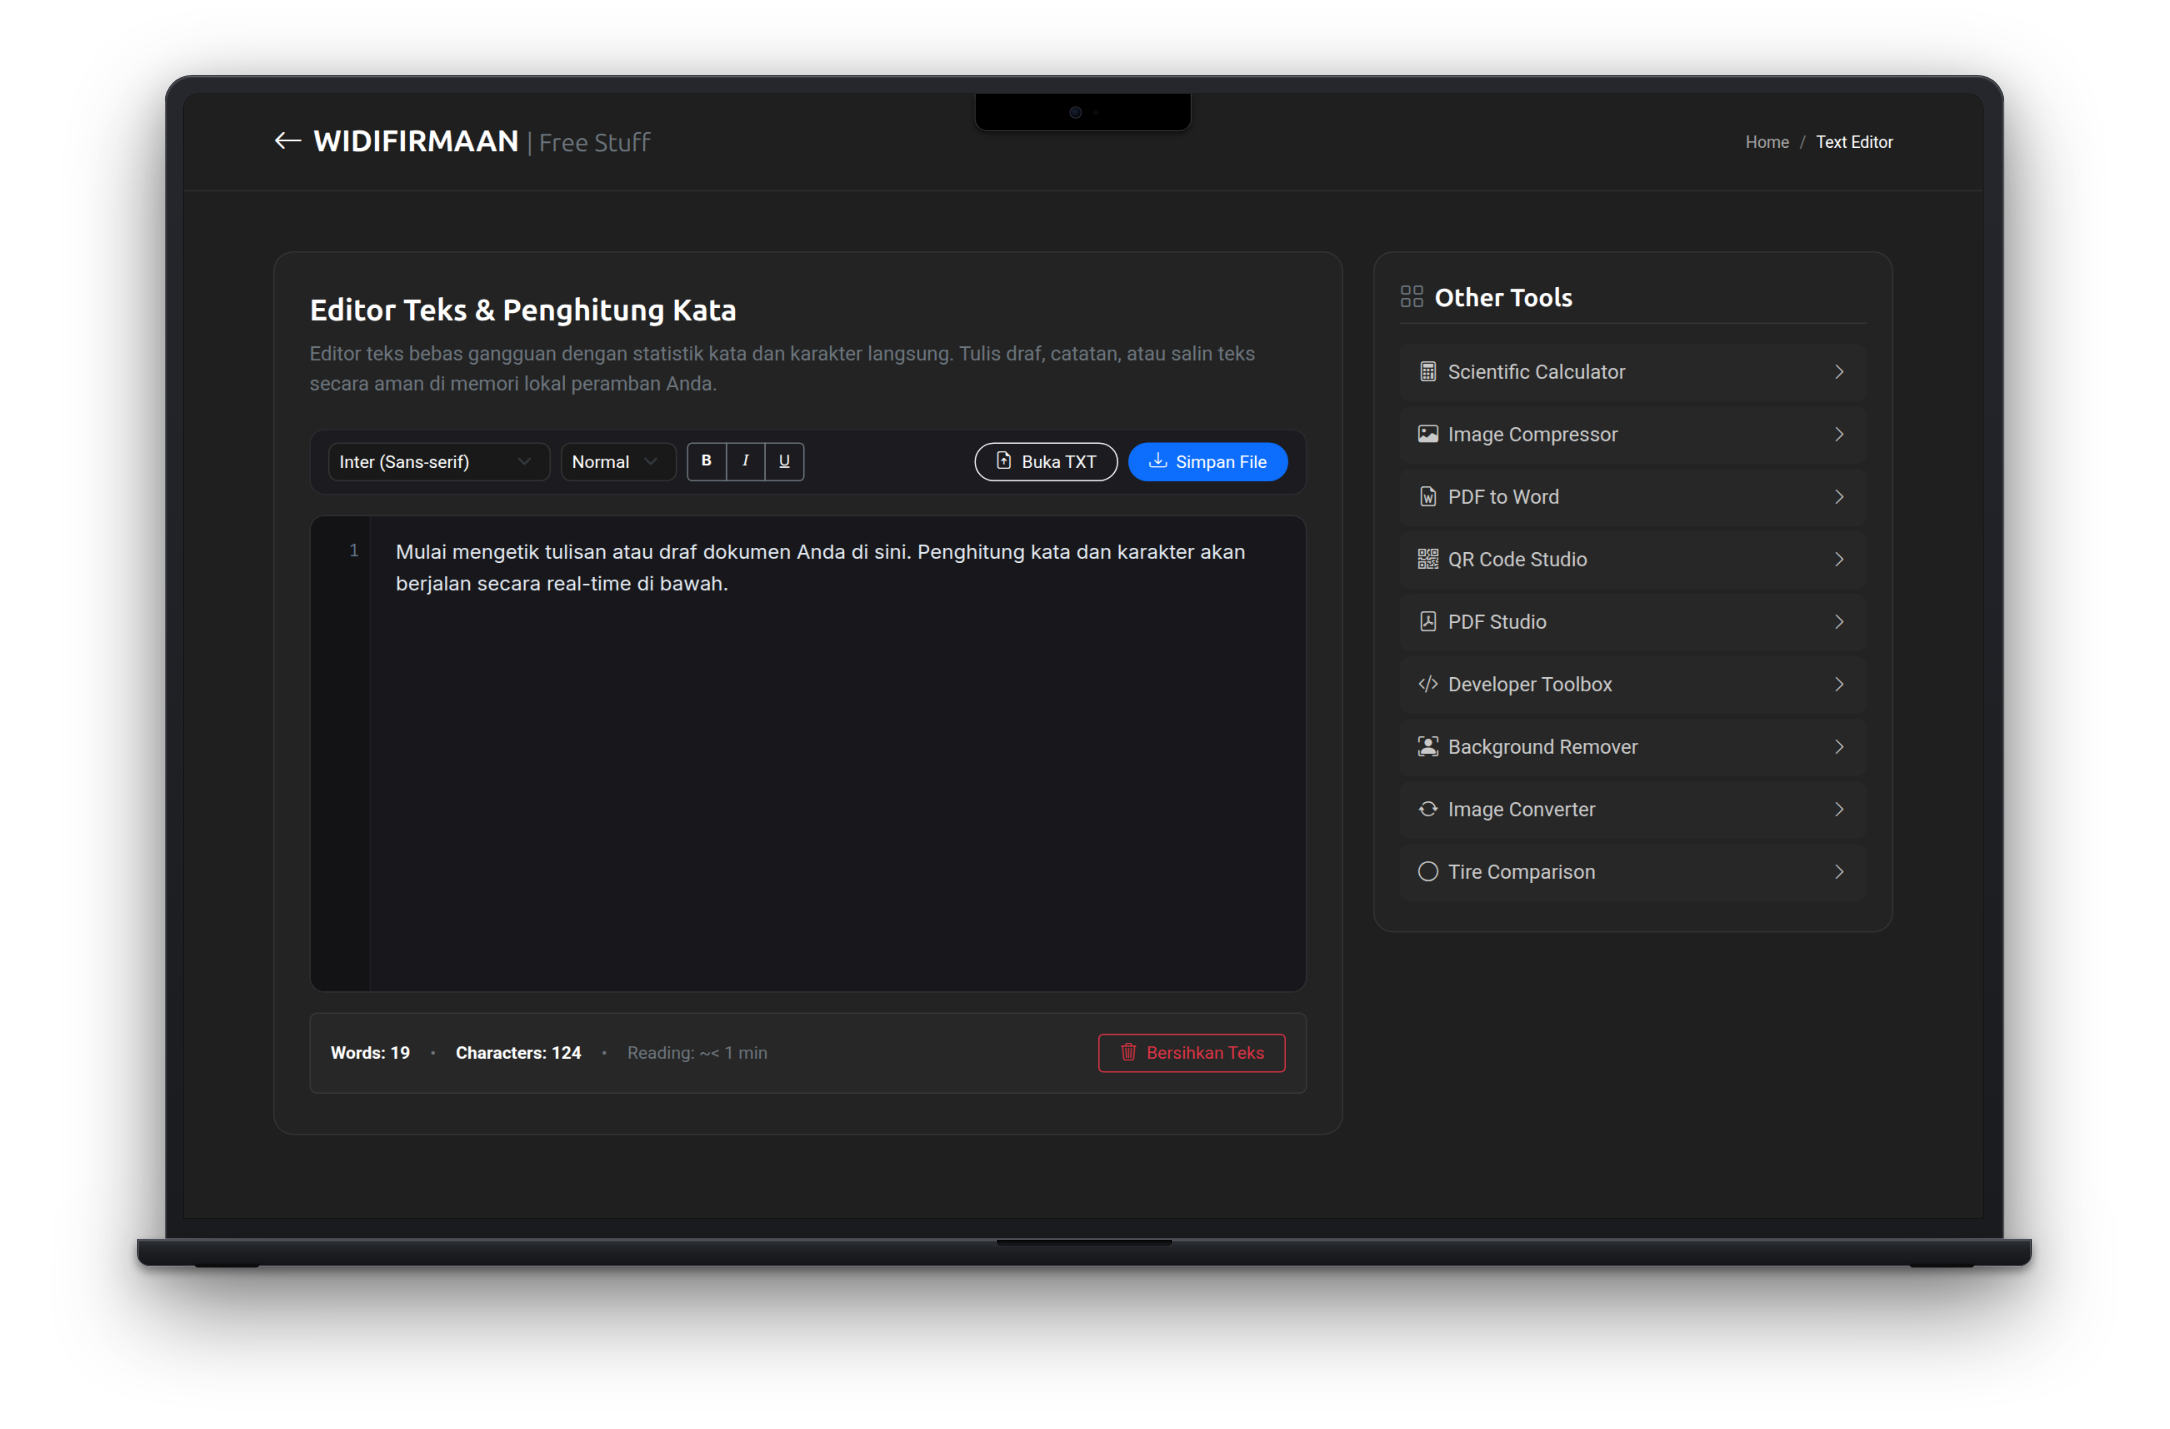 WIDIFIRMAAN | Free Stuff
Home / Text Editor
Editor Teks & Penghitung Kata
Editor teks bebas gangguan dengan statistik kata dan karakter langsung. Tulis draf, catatan, atau salin teks
secara aman di memori lokal peramban Anda.
Inter (Sans-serif)
Normal
B I U
Buka TXT
Simpan File
1
Mulai mengetik tulisan atau draf dokumen Anda di sini. Penghitung kata dan karakter akan
berjalan secara real-time di bawah.
Words: 19 • Characters: 124 • Reading: ~< 1 min
Bersihkan Teks
Other Tools
Scientific Calculator
Image Compressor
PDF to Word
QR Code Studio
PDF Studio
Developer Toolbox
Background Remover
Image Converter
Tire Comparison